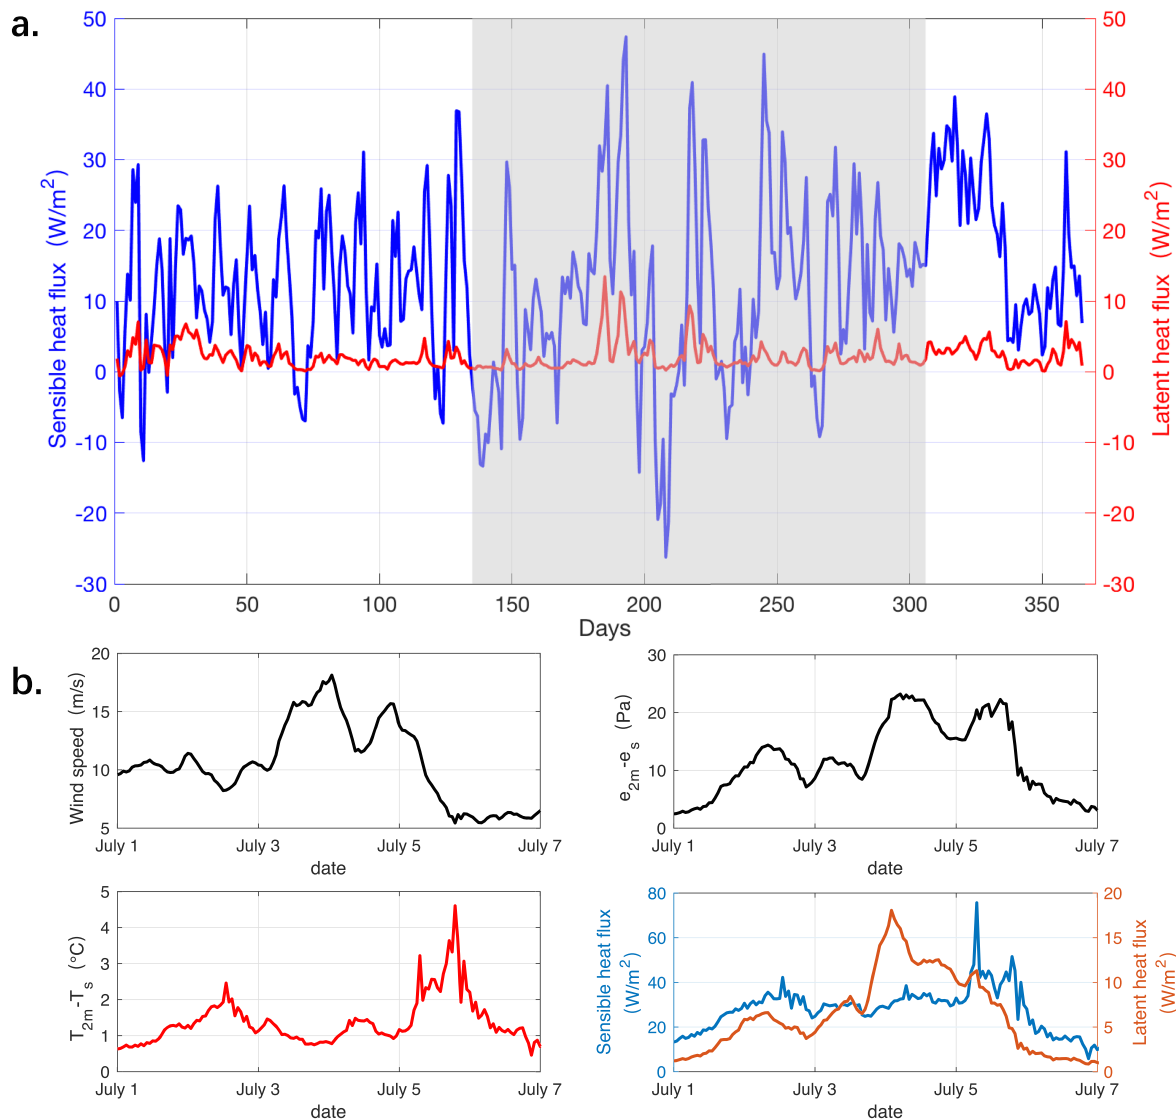 a.
Sensible heat flux (W/m²)
50
40
30
20
10
0
-10
-20
-30
50
40
30
20
10
0
-10
-20
-30
Latent heat flux (W/m²)
0 50 100 150 200 250 300 350
Days
b.
Wind speed (m/s)
20
15
10
5
July 1 July 3 July 5 July 7
date
e2m-es (Pa)
30
20
10
0
July 1 July 3 July 5 July 7
date
T2m-Ts (°C)
5
4
3
2
1
0
July 1 July 3 July 5 July 7
date
Sensible heat flux
(W/m²)
80
60
40
20
0
20
15
10
5
0
Latent heat flux
(W/m²)
July 1 July 3 July 5 July 7
date